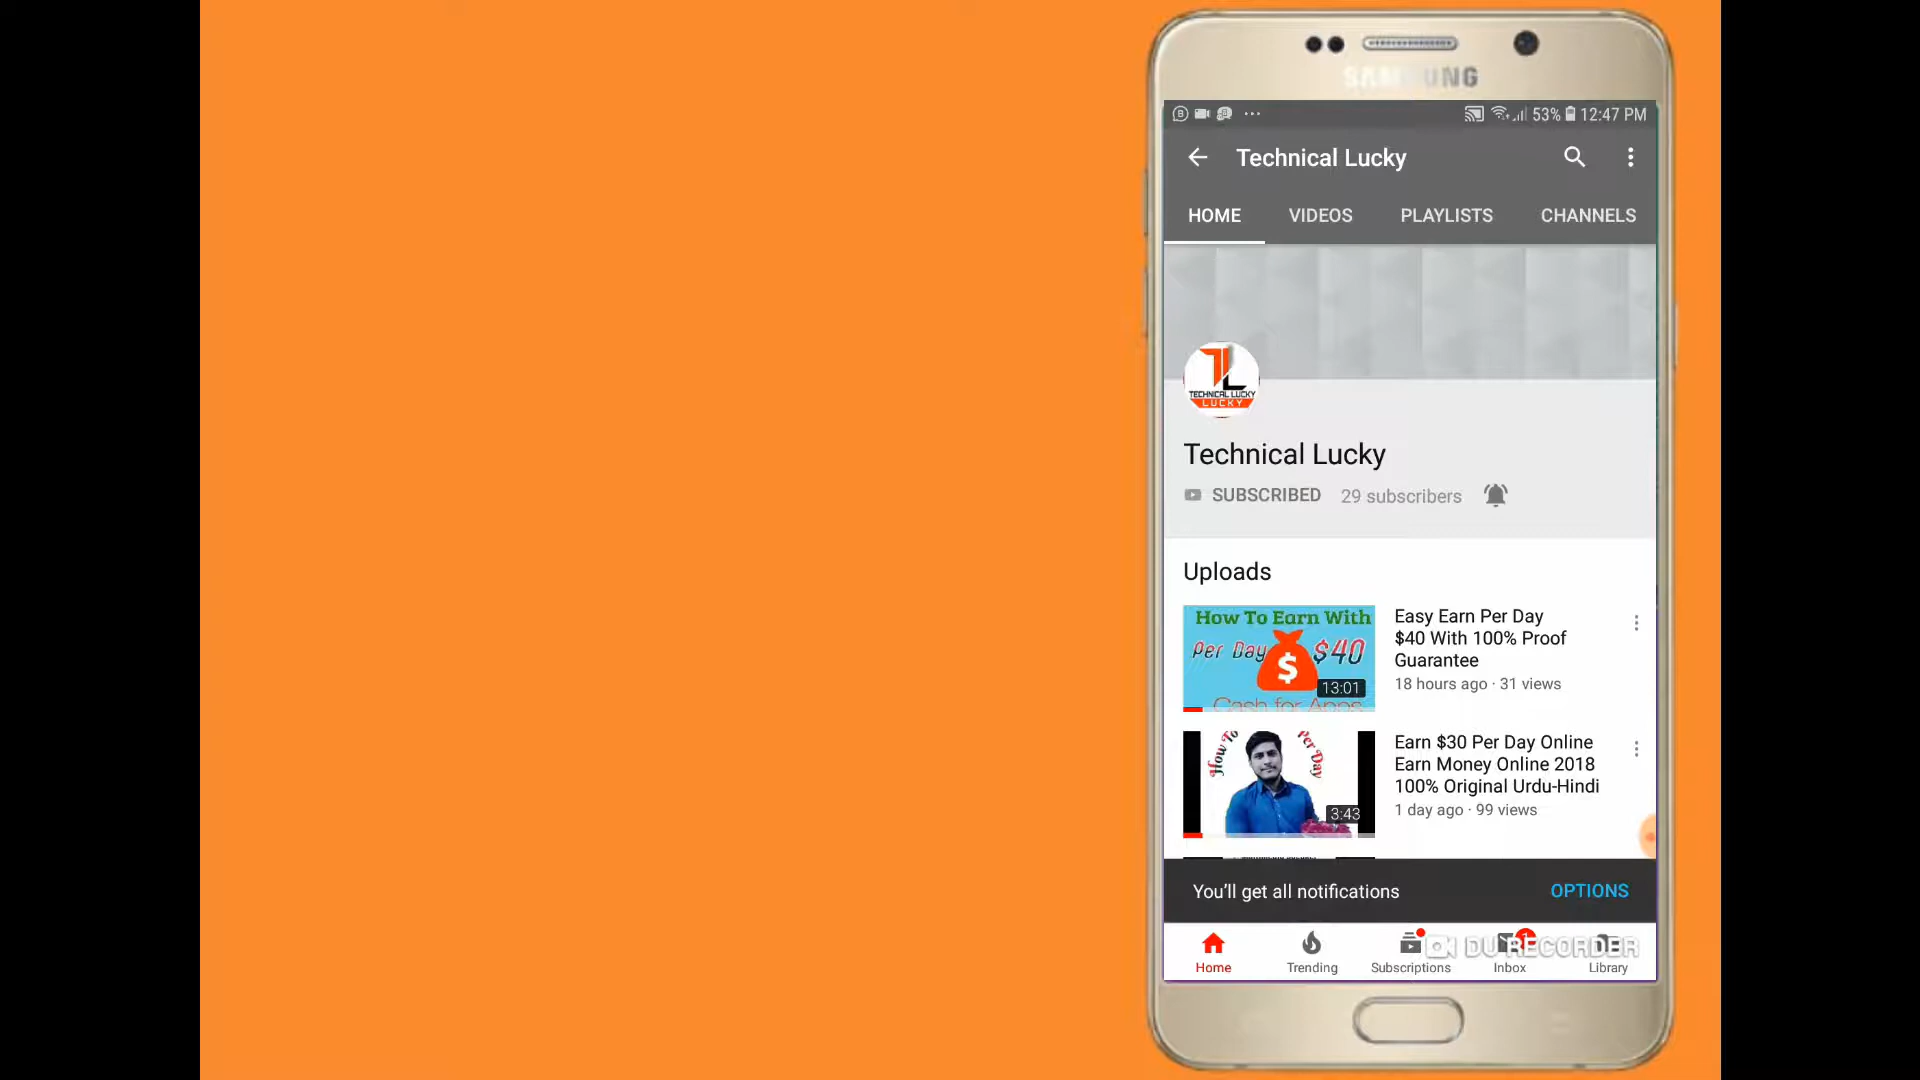 SAMSUNG
53% 12:47 PM
Technical Lucky
HOME VIDEOS PLAYLISTS CHANNELS
TECHNICAL LUCKY
LUCKY
Technical Lucky
SUBSCRIBED 29 subscribers
Uploads
How To Earn With
Per Day $40
$
13:01
Cash for Apps
Easy Earn Per Day
$40 With 100% Proof
Guarantee
18 hours ago · 31 views
How To Per Day
3:43
Earn $30 Per Day Online
Earn Money Online 2018
100% Original Urdu-Hindi
1 day ago · 99 views
You'll get all notifications OPTIONS
DU RECORDER
Home Trending Subscriptions Inbox Library